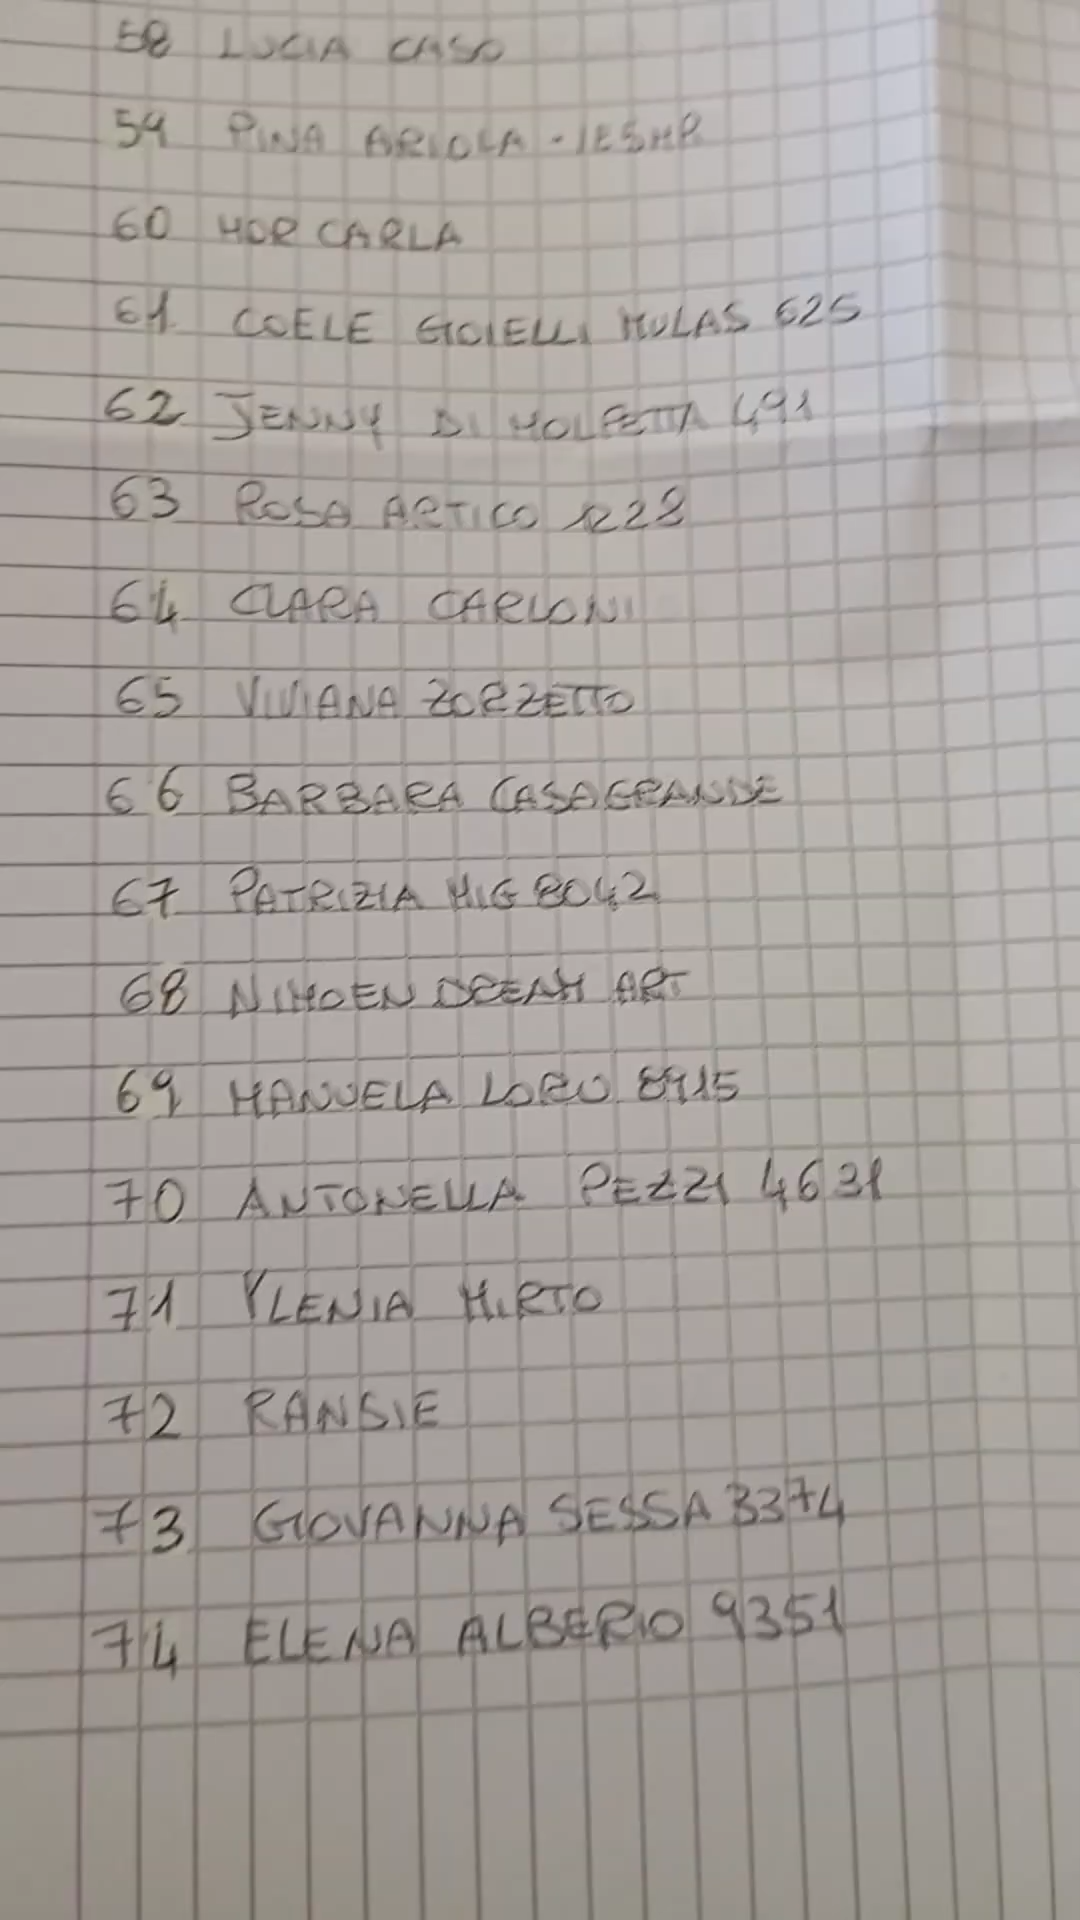 58 LUCIA CASO
59 PINA ARIOLA -
60 MOR CARLA
61 COELE GIOIELLI MULAS 625
62 JENNY DI MOLFETTA 491
63 ROSA ARTICO 1228
64 CLARA CARLONI
65 VIVIANA ZORZETTO
66 BARBARA CASAGRANDE
67 PATRIZIA MIG 8042
68 NIMOEN DREAM ART
69 MANUELA LORO 8915
70 ANTONELLA PEZZI 4631
71 YLENIA MIRTO
72 RANSIE
73 GIOVANNA SESSA 3374
74 ELENA ALBERIO 9351